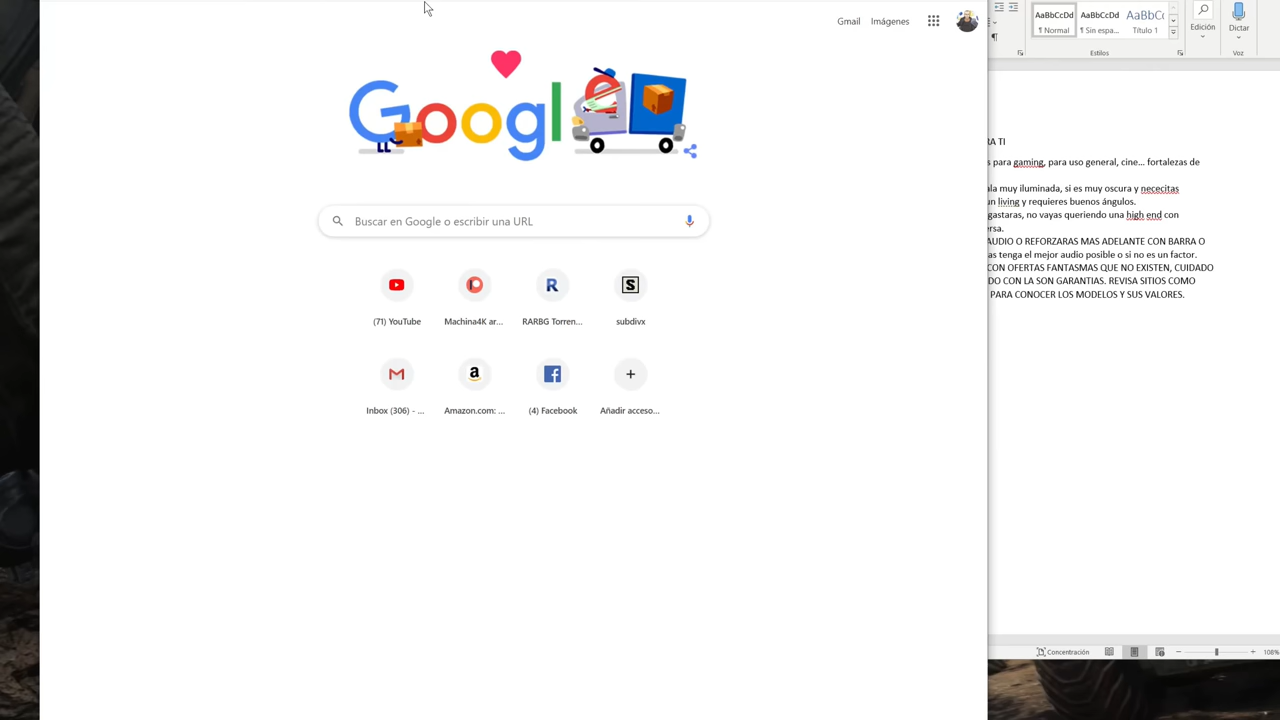 Gmail Imágenes
Google
Buscar en Google o escribir una URL
(71) YouTube Machina4K ar... RARBG Torren... subdivx
Inbox (306) - ... Amazon.com: ... (4) Facebook Añadir acceso...
AaBbCcDd AaBbCcDd AaBbC
¶ Normal ¶ Sin espa... Título 1
Edición Dictar
Estilos Voz
RA TI
s para gaming, para uso general, cine... fortalezas de
ala muy iluminada, si es muy oscura y nececitas
un living y requieres buenos ángulos.
gastaras, no vayas queriendo una high end con
ersa.
AUDIO O REFORZARAS MAS ADELANTE CON BARRA O
as tenga el mejor audio posible o si no es un factor.
CON OFERTAS FANTASMAS QUE NO EXISTEN, CUIDADO
DO CON LA SON GARANTIAS. REVISA SITIOS COMO
PARA CONOCER LOS MODELOS Y SUS VALORES.
Concentración 108%